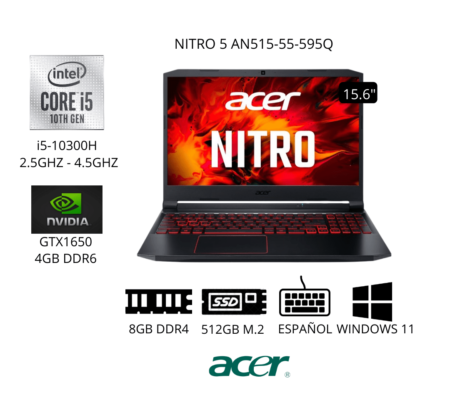 NITRO 5 AN515-55-595Q
intel
CORE i5
10TH GEN
i5-10300H
2.5GHZ - 4.5GHZ
acer
15.6"
NITRO
acer
NVIDIA
GTX1650
4GB DDR6
SSD
8GB DDR4
512GB M.2
ESPAÑOL
WINDOWS 11
acer®